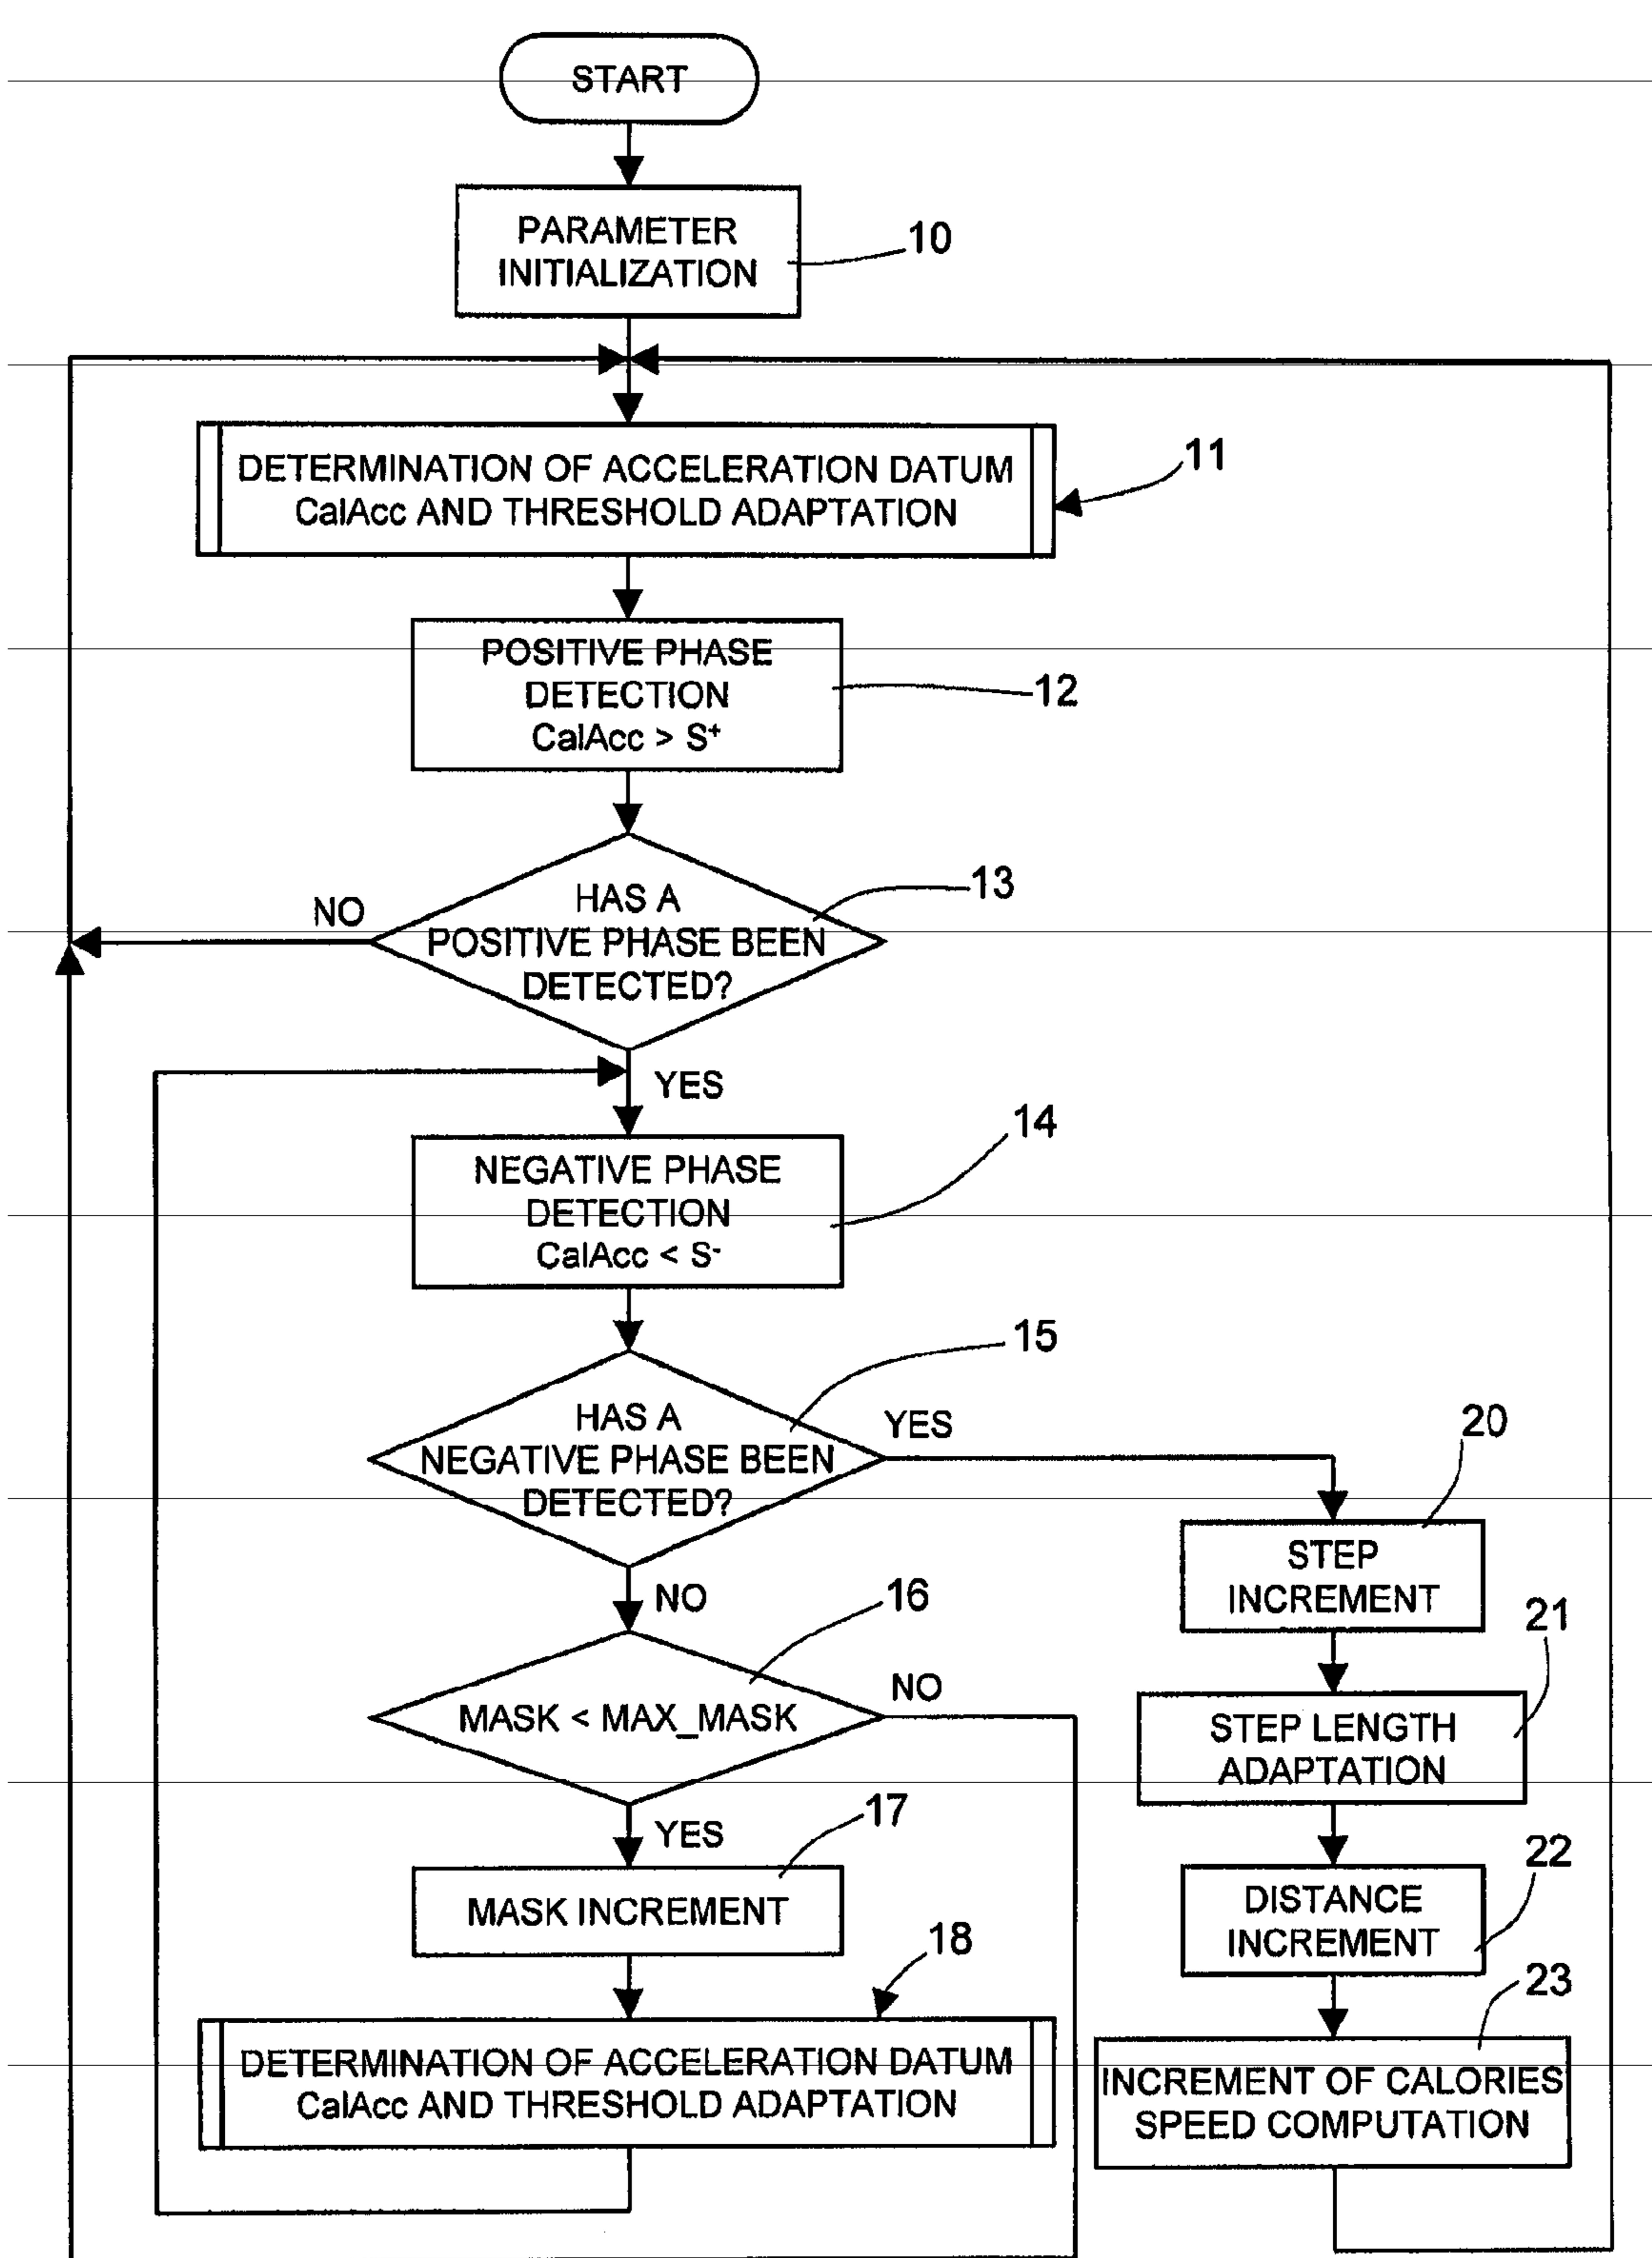 START
PARAMETER
INITIALIZATION
10
DETERMINATION OF ACCELERATION DATUM
CalAcc AND THRESHOLD ADAPTATION
11
POSITIVE PHASE
DETECTION
CalAcc > S⁺
12
HAS A
POSITIVE PHASE BEEN
DETECTED?
13
NO
YES
NEGATIVE PHASE
DETECTION
CalAcc < S⁻
14
HAS A
NEGATIVE PHASE BEEN
DETECTED?
15
YES
NO
MASK < MAX_MASK
16
NO
YES
MASK INCREMENT
17
DETERMINATION OF ACCELERATION DATUM
CalAcc AND THRESHOLD ADAPTATION
18
STEP
INCREMENT
20
STEP LENGTH
ADAPTATION
21
DISTANCE
INCREMENT
22
INCREMENT OF CALORIES
SPEED COMPUTATION
23